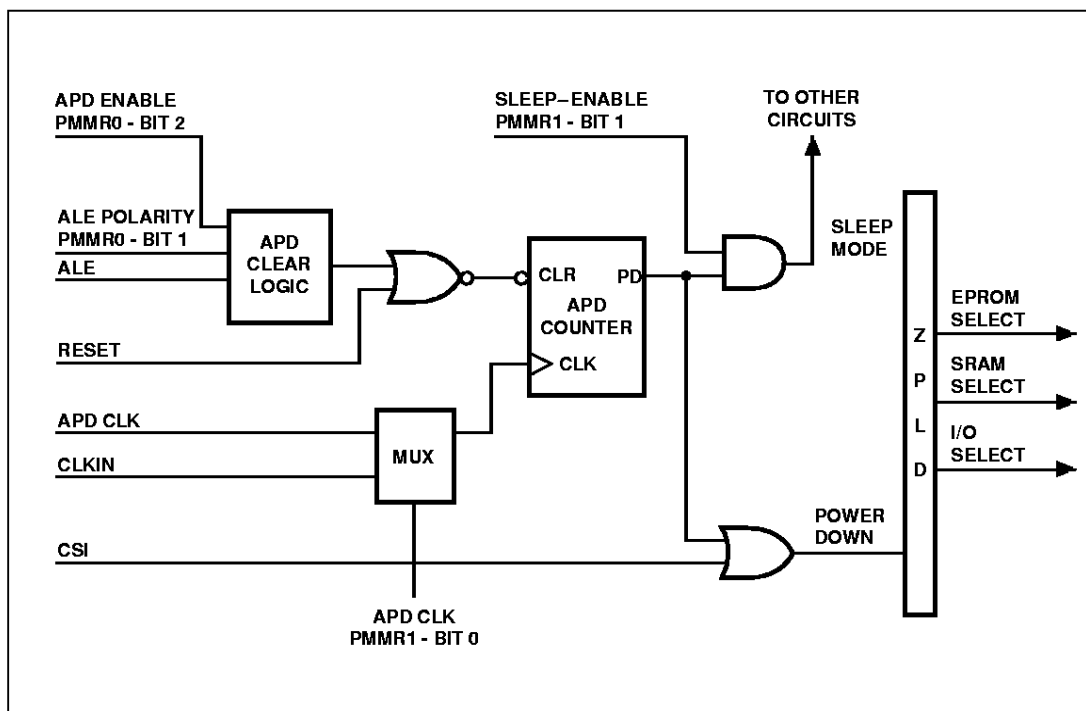 APD ENABLE
PMMR0 - BIT 2
SLEEP–ENABLE
PMMR1 - BIT 1
TO OTHER
CIRCUITS
ALE POLARITY
PMMR0 - BIT 1
ALE
APD
CLEAR
LOGIC
CLR
PD
APD
COUNTER
CLK
SLEEP
MODE
RESET
APD CLK
CLKIN
MUX
CSI
APD CLK
PMMR1 - BIT 0
POWER
DOWN
Z
P
L
D
EPROM
SELECT
SRAM
SELECT
I/O
SELECT